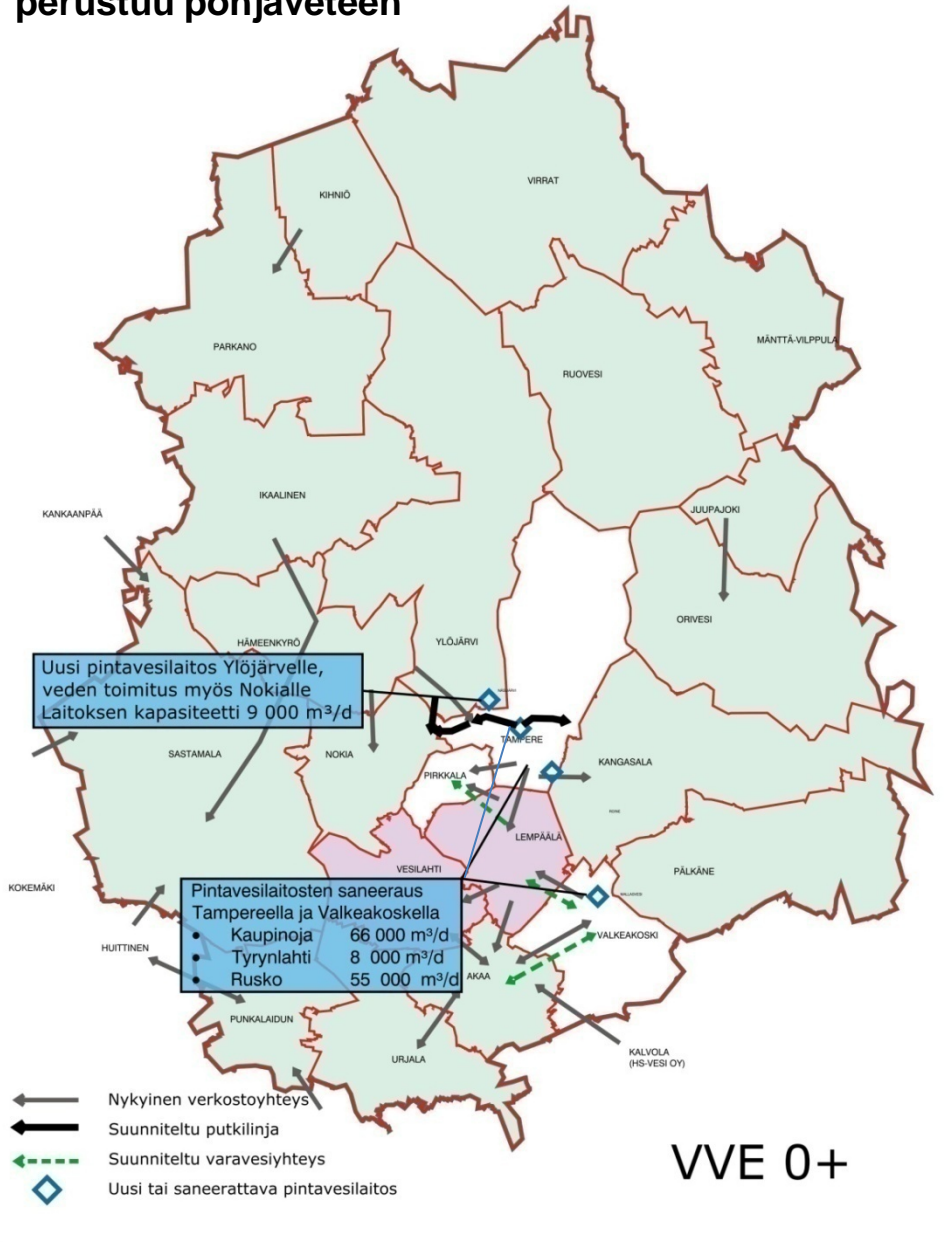 perustuu pohjaveteen
VIRRAT
KIHNIÖ
MÄNTTÄ-VILPPULA
PARKANO
RUOVESI
IKAALINEN
JUUPAJOKI
KANKAANPÄÄ
ORIVESI
HÄMEENKYRÖ
YLÖJÄRVI
Uusi pintavesilaitos Ylöjärvelle,
veden toimitus myös Nokialle
Laitoksen kapasiteetti 9 000 m³/d
TAMPERE
SASTAMALA
NOKIA
KANGASALA
PIRKKALA
LEMPÄÄLÄ
VESILAHTI
PÄLKÄNE
KOKEMÄKI
Pintavesilaitosten saneeraus
Tampereella ja Valkeakoskella
• Kaupinoja 66 000 m³/d
• Tyrynlahti 8 000 m³/d
• Rusko 55 000 m³/d
VALKEAKOSKI
HUITTINEN
AKAA
PUNKALAIDUN
KALVOLA
(HS-VESI OY)
URJALA
Nykyinen verkostoyhteys
Suunniteltu putkilinja
Suunniteltu varavesiyhteys
Uusi tai saneerattava pintavesilaitos
VVE 0+